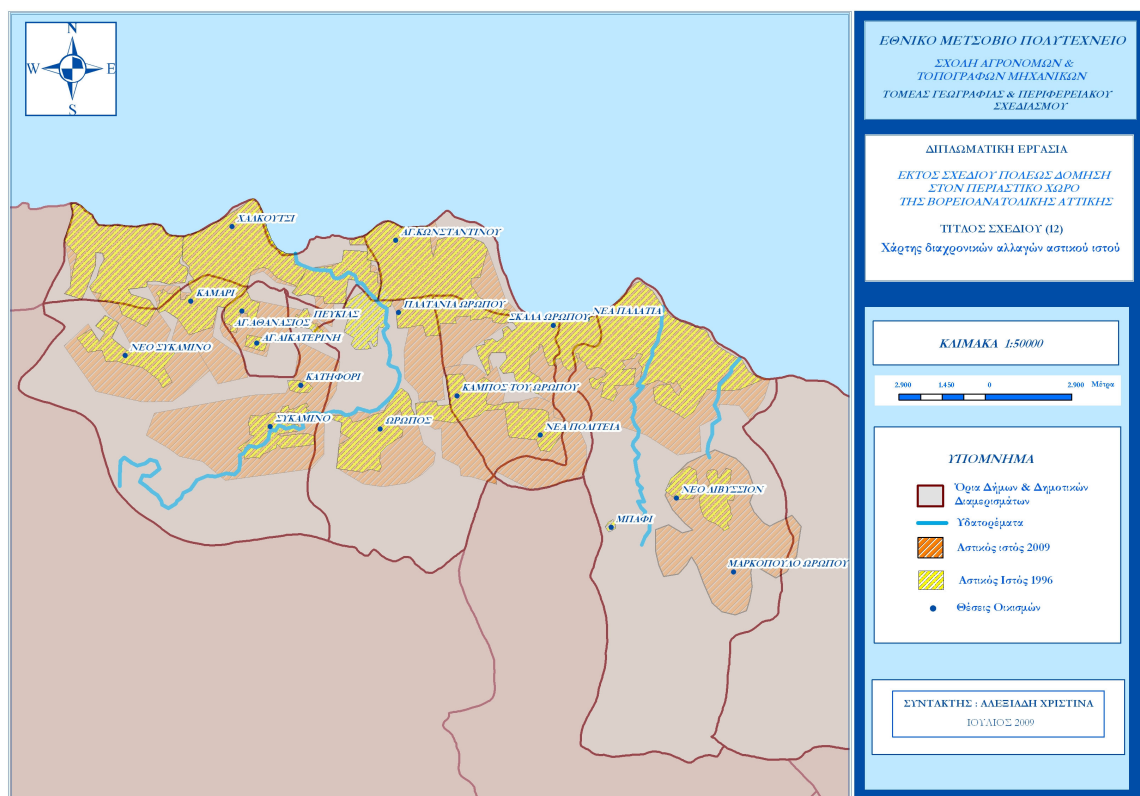 N
W E
S
ΧΑΛΚΟΥΤΣΙ
ΑΓ.ΚΩΝΣΤΑΝΤΙΝΟΥ
ΚΑΜΑΡΙ
ΑΓ.ΑΘΑΝΑΣΙΟΣ
ΠΕΥΚΙΑΣ
ΠΛΑΤΑΝΙΑ ΩΡΩΠΟΥ
ΣΚΑΛΑ ΩΡΩΠΟΥ
ΝΕΑ ΠΑΛΑΤΙΑ
ΝΕΟ ΣΥΚΑΜΙΝΟ
ΑΓ.ΑΙΚΑΤΕΡΙΝΗ
ΚΑΤΗΦΟΡΙ
ΚΑΜΠΟΣ ΤΟΥ ΩΡΩΠΟΥ
ΣΥΚΑΜΙΝΟ
ΩΡΩΠΟΣ
ΝΕΑ ΠΟΛΙΤΕΙΑ
ΝΕΟ ΛΙΒΥΣΣΙΟΝ
ΜΠΑΦΙ
ΜΑΡΚΟΠΟΥΛΟ ΩΡΩΠΟΥ
ΕΘΝΙΚΟ ΜΕΤΣΟΒΙΟ ΠΟΛΥΤΕΧΝΕΙΟ
ΣΧΟΛΗ ΑΓΡΟΝΟΜΩΝ &
ΤΟΠΟΓΡΑΦΩΝ ΜΗΧΑΝΙΚΩΝ
ΤΟΜΕΑΣ ΓΕΩΓΡΑΦΙΑΣ & ΠΕΡΙΦΕΡΕΙΑΚΟΥ
ΣΧΕΔΙΑΣΜΟΥ
ΔΙΠΛΩΜΑΤΙΚΗ ΕΡΓΑΣΙΑ
ΕΚΤΟΣ ΣΧΕΔΙΟΥ ΠΟΛΕΩΣ ΔΟΜΗΣΗ
ΣΤΟΝ ΠΕΡΙΑΣΤΙΚΟ ΧΩΡΟ
ΤΗΣ ΒΟΡΕΙΟΑΝΑΤΟΛΙΚΗΣ ΑΤΤΙΚΗΣ
ΤΙΤΛΟΣ ΣΧΕΔΙΟΥ (12)
Χάρτης διαχρονικών αλλαγών αστικού ιστού
ΚΛΙΜΑΚΑ 1:50000
2.900 1.450 0 2.900 Μέτρα
ΥΠΟΜΝΗΜΑ
Όρια Δήμων & Δημοτικών
Διαμερισμάτων
Υδατορέματα
Αστικός ιστός 2009
Αστικός Ιστός 1996
Θέσεις Οικισμών
ΣΥΝΤΑΚΤΗΣ : ΑΛΕΞΙΑΔΗ ΧΡΙΣΤΙΝΑ
ΙΟΥΛΙΟΣ 2009